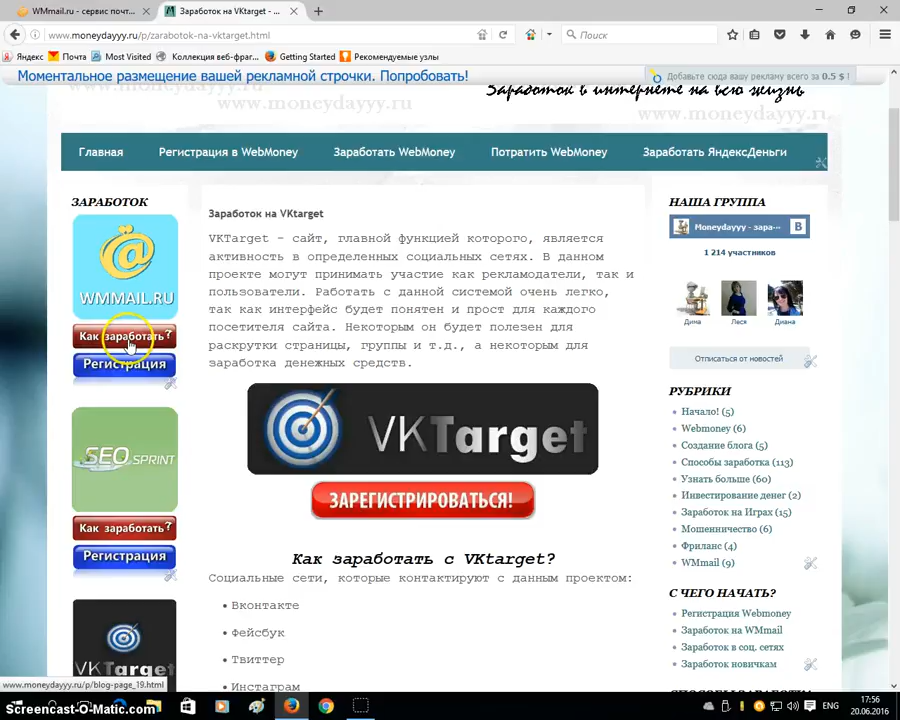 WMmail.ru - сервис почт...
Заработок на VKtarget - ...
www.moneydayyy.ru/p/zarabotok-na-vktarget.html
Поиск
Яндекс
Почта
Most Visited
Коллекция веб-фраг...
Getting Started
Рекомендуемые узлы
Моментальное размещение вашей рекламной строчки. Попробовать!
Добавьте сюда вашу рекламу всего за 0.5 $ !
www.moneydayyy.ru
www.moneydayyy.ru
Заработок в интернете на всю жизнь
www.moneydayyy.ru
Главная
Регистрация в WebMoney
Заработать WebMoney
Потратить WebMoney
Заработать ЯндексДеньги
ЗАРАБОТОК
WMMAIL.RU
Как заработать?
Регистрация
SEO SPRINT
Как заработать?
Регистрация
VKTarget
Заработок на VKtarget
VKTarget – сайт, главной функцией которого, является
активность в определенных социальных сетях. В данном
проекте могут принимать участие как рекламодатели, так и
пользователи. Работать с данной системой очень легко,
так как интерфейс будет понятен и прост для каждого
посетителя сайта. Некоторым он будет полезен для
раскрутки страницы, группы и т.д., а некоторым для
заработка денежных средств.
VKTarget
ЗАРЕГИСТРИРОВАТЬСЯ!
Как заработать с VKtarget?
Социальные сети, которые контактируют с данным проектом:
Вконтакте
Фейсбук
Твиттер
Инстаграм
НАША ГРУППА
Moneydayyy - зара···
B
1 214 участников
Дима
Леся
Диана
Отписаться от новостей
РУБРИКИ
Начало! (5)
Webmoney (6)
Создание блога (5)
Способы заработка (113)
Узнать больше (60)
Инвестирование денег (2)
Заработок на Играх (15)
Мошенничество (6)
Фриланс (4)
WMmail (9)
С ЧЕГО НАЧАТЬ?
Регистрация Webmoney
Заработок на WMmail
Заработок в соц. сетях
Заработок новичкам
www.moneydayyy.ru/p/blog-page_19.html
Screencast-O-Matic.com
ENG
17:56
20.06.2016